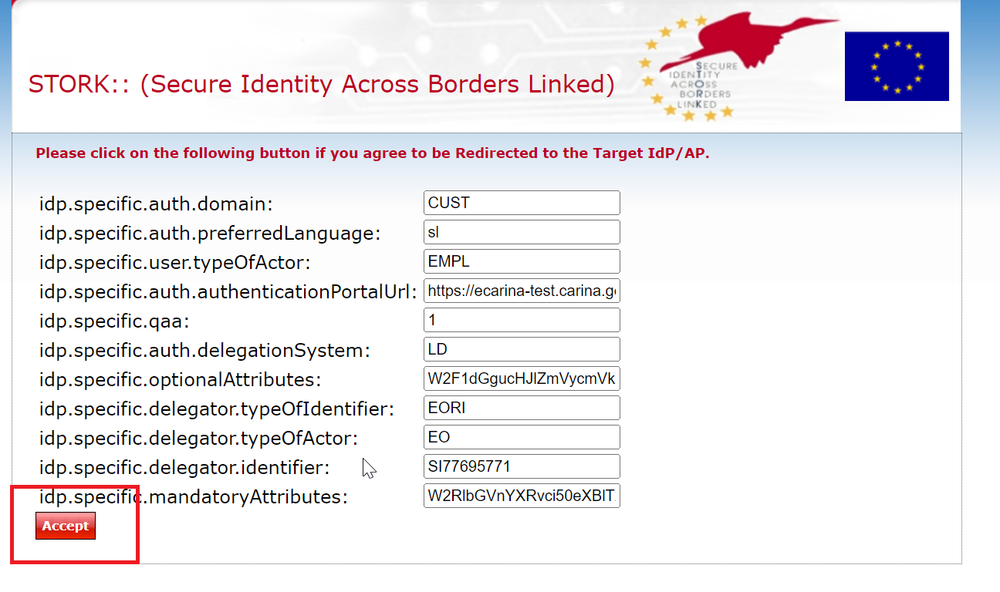 STORK:: (Secure Identity Across Borders Linked)
SECURE
IDENTITY
ACROSS
BORDERS
LINKED
Please click on the following button if you agree to be Redirected to the Target IdP/AP.
idp.specific.auth.domain: CUST
idp.specific.auth.preferredLanguage: sl
idp.specific.user.typeOfActor: EMPL
idp.specific.auth.authenticationPortalUrl: https://ecarina-test.carina.g
idp.specific.qaa: 1
idp.specific.auth.delegationSystem: LD
idp.specific.optionalAttributes: W2F1dGgucHJlZmVycmVk
idp.specific.delegator.typeOfIdentifier: EORI
idp.specific.delegator.typeOfActor: EO
idp.specific.delegator.identifier: SI77695771
idp.specific.mandatoryAttributes: W2RlbGVnYXRvci50eXBlT
Accept